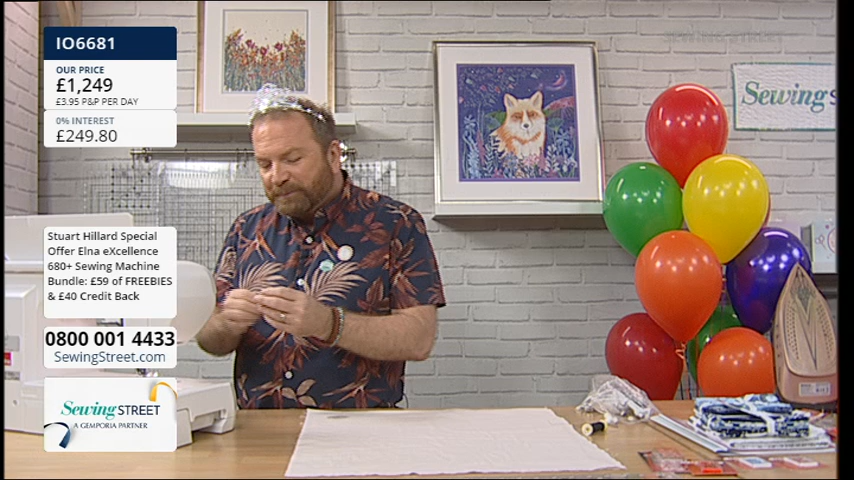 IO6681
OUR PRICE
£1,249
£3.95 P&P PER DAY
0% INTEREST
£249.80
Stuart Hillard Special
Offer Elna eXcellence
680+ Sewing Machine
Bundle: £59 of FREEBIES
& £40 Credit Back
0800 001 4433
SewingStreet.com
Sewing STREET
A GEMPORIA PARTNER
SEWING STREET
Sewing